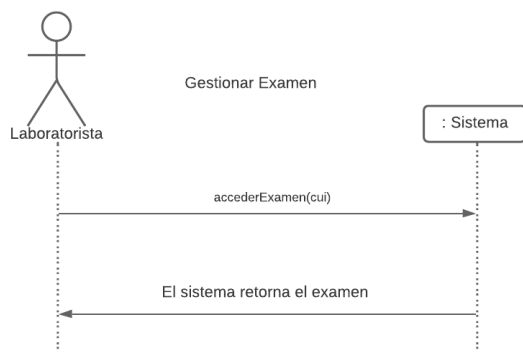 Gestionar Examen
Laboratorista
: Sistema
accederExamen(cui)
El sistema retorna el examen